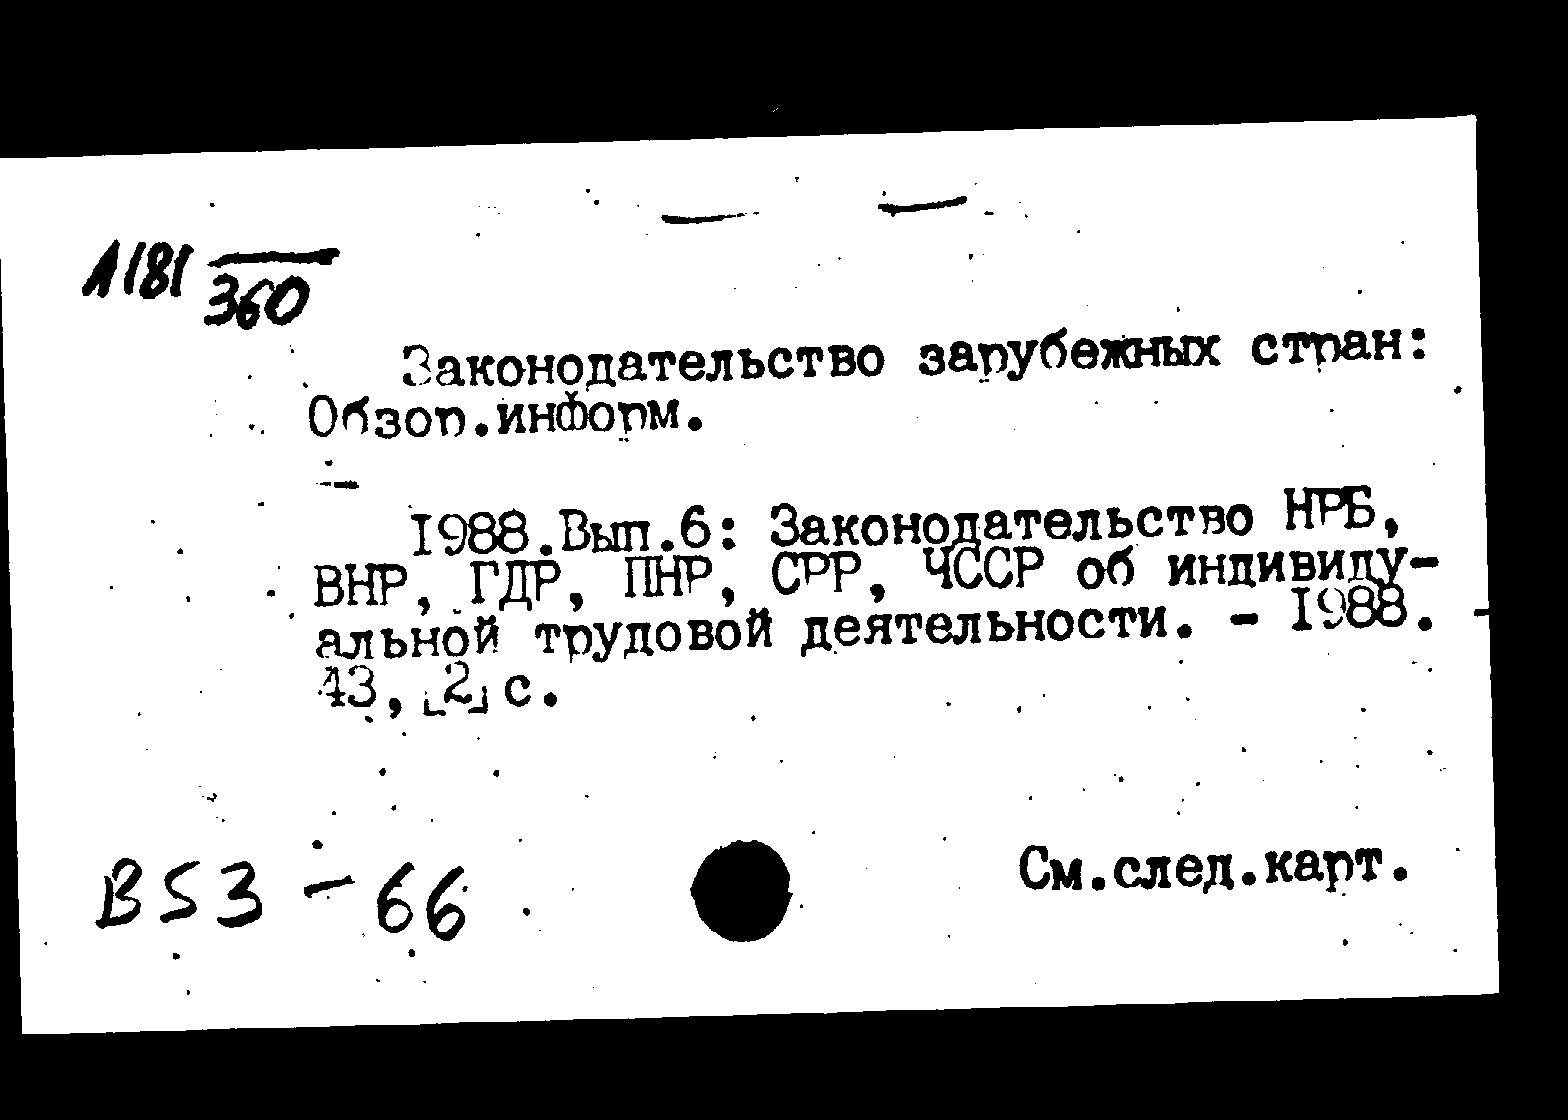 Л181 360
Законодательство зарубежных стран:
Обзор.информ.
1988.Вып.6: Законодательство НРБ,
ВНР, ГДР, ПНР, СРР, ЧССР об индивиду-
альной трудовой деятельности. - 1988. -
43, [2] с.
См.след.карт.
В53-66